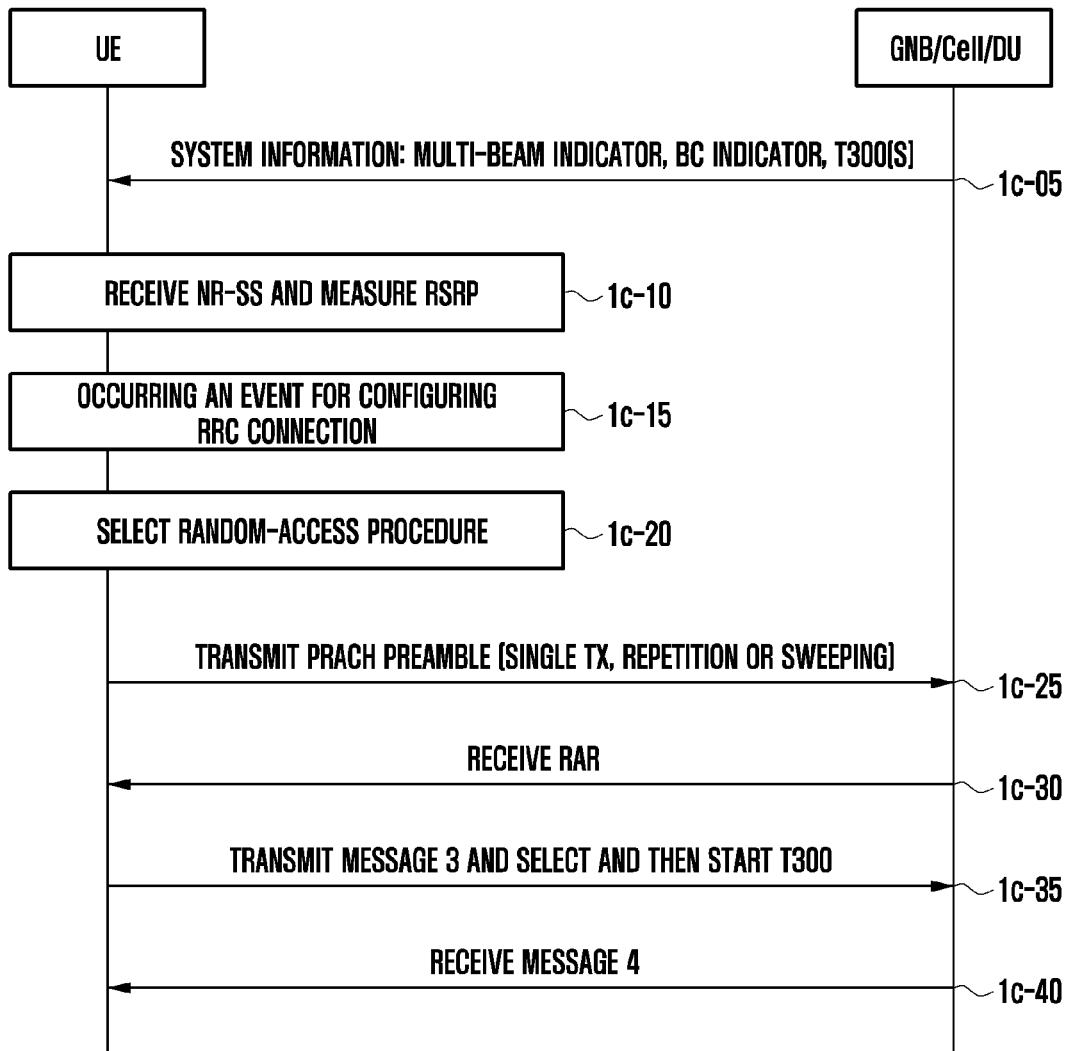 UE
GNB/Cell/DU
SYSTEM INFORMATION: MULTI-BEAM INDICATOR, BC INDICATOR, T300(S)
1c-05
RECEIVE NR-SS AND MEASURE RSRP
1c-10
OCCURRING AN EVENT FOR CONFIGURING
RRC CONNECTION
1c-15
SELECT RANDOM-ACCESS PROCEDURE
1c-20
TRANSMIT PRACH PREAMBLE (SINGLE TX, REPETITION OR SWEEPING)
1c-25
RECEIVE RAR
1c-30
TRANSMIT MESSAGE 3 AND SELECT AND THEN START T300
1c-35
RECEIVE MESSAGE 4
1c-40